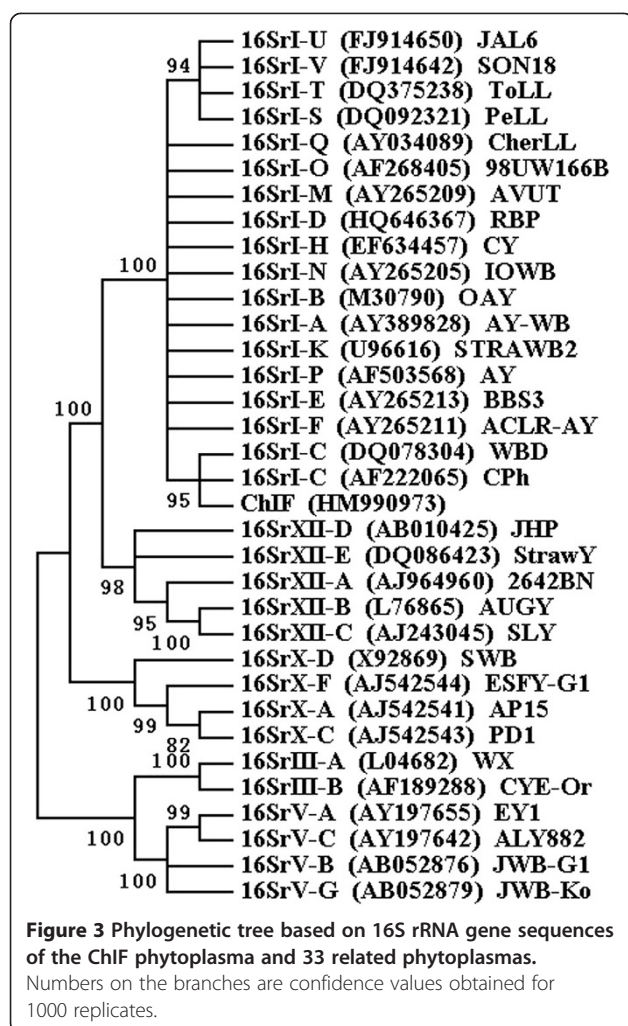 16SrI-U (FJ914650) JAL6
94
16SrI-V (FJ914642) SON18
16SrI-T (DQ375238) ToLL
16SrI-S (DQ092321) PeLL
16SrI-Q (AY034089) CherLL
16SrI-O (AF268405) 98UW166B
16SrI-M (AY265209) AVUT
16SrI-D (HQ646367) RBP
16SrI-H (EF634457) CY
100
16SrI-N (AY265205) IOWB
16SrI-B (M30790) OAY
16SrI-A (AY389828) AY-WB
16SrI-K (U96616) STRAWB2
16SrI-P (AF503568) AY
100
16SrI-E (AY265213) BBS3
16SrI-F (AY265211) ACLR-AY
16SrI-C (DQ078304) WBD
16SrI-C (AF222065) CPh
95
ChIF (HM990973)
16SrXII-D (AB010425) JHP
16SrXII-E (DQ086423) StrawY
98
16SrXII-A (AJ964960) 2642BN
95
16SrXII-B (L76865) AUGY
100
16SrXII-C (AJ243045) SLY
16SrX-D (X92869) SWB
100
16SrX-F (AJ542544) ESFY-G1
99
16SrX-A (AJ542541) AP15
82
16SrX-C (AJ542543) PD1
100
16SrIII-A (L04682) WX
16SrIII-B (AF189288) CYE-Or
99
16SrV-A (AY197655) EY1
100
16SrV-C (AY197642) ALY882
16SrV-B (AB052876) JWB-G1
100
16SrV-G (AB052879) JWB-Ko
Figure 3 Phylogenetic tree based on 16S rRNA gene sequences
of the ChIF phytoplasma and 33 related phytoplasmas.
Numbers on the branches are confidence values obtained for
1000 replicates.